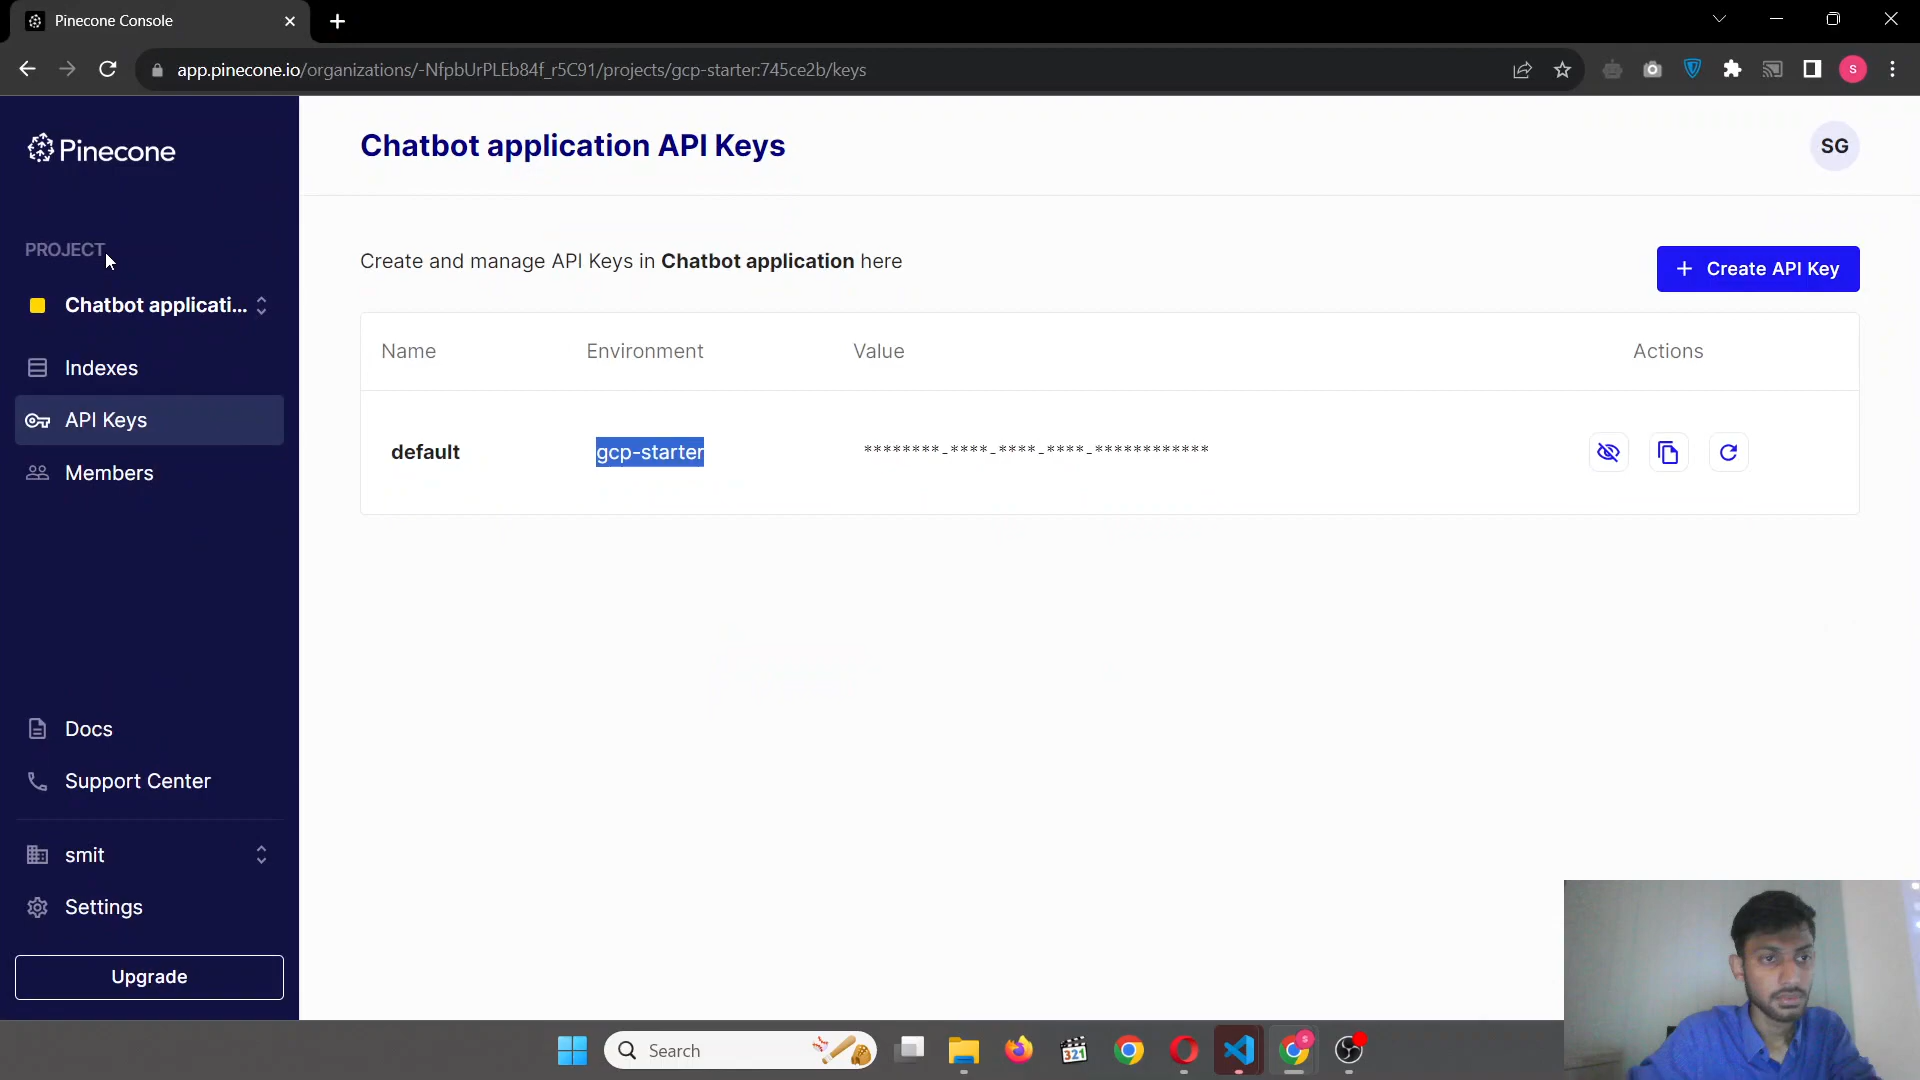 Pinecone Console
app.pinecone.io/organizations/-NfpbUrPLEb84f_r5C91/projects/gcp-starter:745ce2b/keys
S
Pinecone
Chatbot application API Keys
SG
PROJECT
Create and manage API Keys in Chatbot application here
+ Create API Key
Chatbot applicati...
Name Environment Value Actions
Indexes
API Keys
default gcp-starter ********-****-****-****-************
Members
Docs
Support Center
smit
Settings
Upgrade
Search
321
S